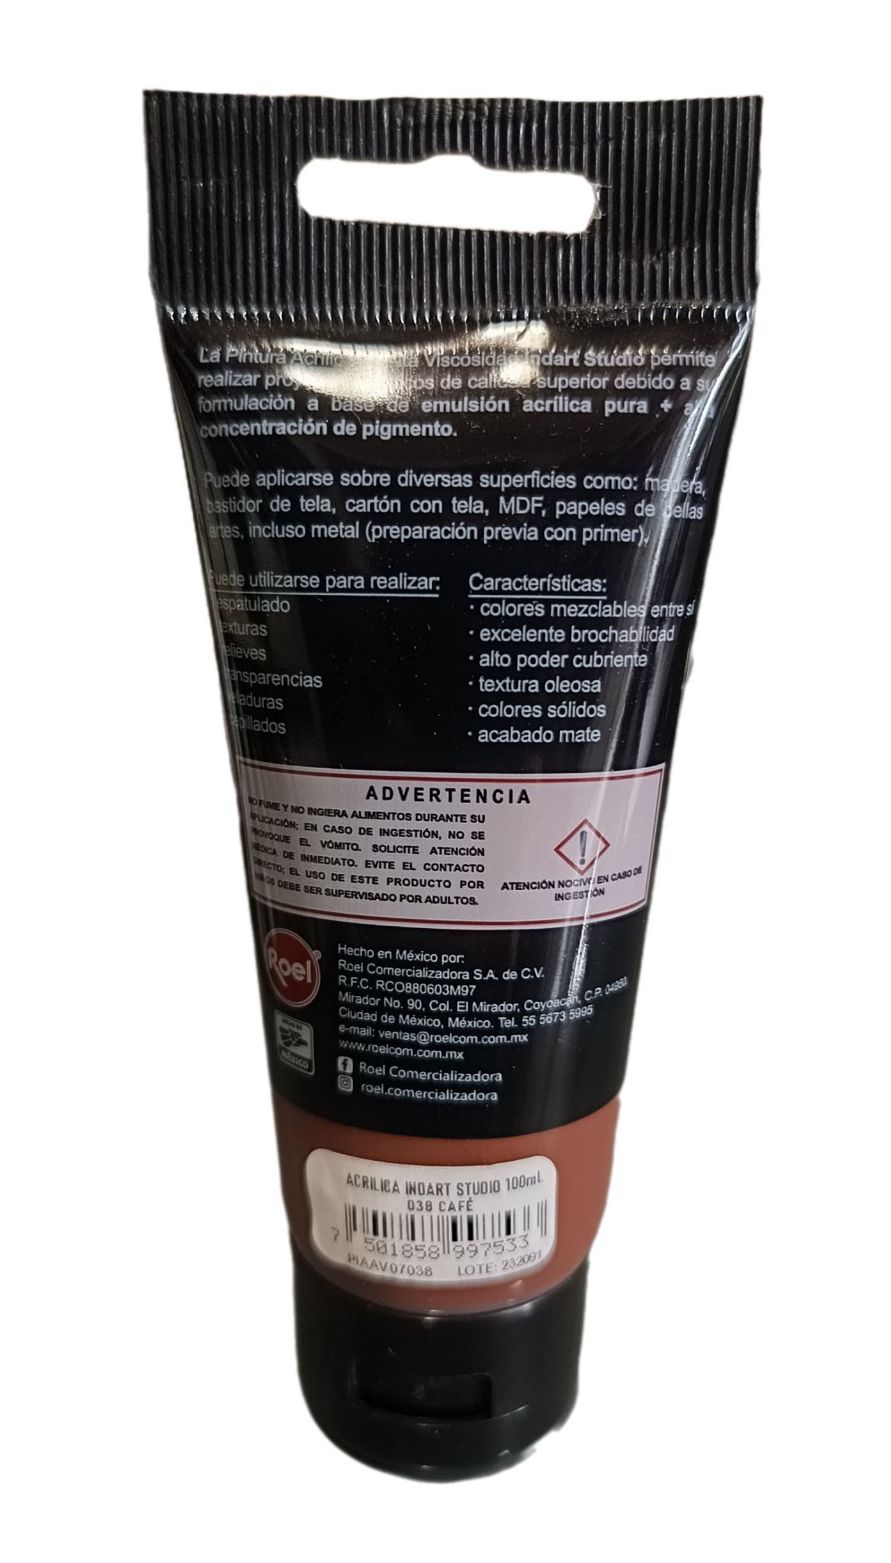 La Pintura Acrílica Viscosidad Indart Studio permite
realizar de calidad superior debido a su
formulación a base de emulsión acrílica pura + alta
concentración de pigmento.
Puede aplicarse sobre diversas superficies como: madera,
bastidor de tela, cartón con tela, MDF, papeles de bellas
artes, incluso metal (preparación previa con primer).
Puede utilizarse para realizar:
espatulado
texturas
relieves
transparencias
veladuras
cepillados
Características:
· colores mezclables entre sí
· excelente brochabilidad
· alto poder cubriente
· textura oleosa
· colores sólidos
· acabado mate
ADVERTENCIA
NO FUME Y NO INGIERA ALIMENTOS DURANTE SU
APLICACIÓN; EN CASO DE INGESTIÓN, NO SE
PROVOQUE EL VÓMITO. SOLICITE ATENCIÓN
MÉDICA DE INMEDIATO. EVITE EL CONTACTO
DIRECTO; EL USO DE ESTE PRODUCTO POR
NIÑOS DEBE SER SUPERVISADO POR ADULTOS.
ATENCIÓN NOCIVO EN CASO DE
INGESTIÓN
Roel®
HECHO EN
MÉXICO
Hecho en México por:
Roel Comercializadora S.A. de C.V.
R.F.C. RCO880603M97
Mirador No. 90, Col. El Mirador, Coyoacán, C.P. 04950,
Ciudad de México, México. Tel. 55 5673 5995
e-mail: ventas@roelcom.com.mx
www.roelcom.com.mx
Roel Comercializadora
roel.comercializadora
ACRILICA INDART STUDIO 100mL
038 CAFÉ
7 501858 997533
PIAAV07038 LOTE: 232091